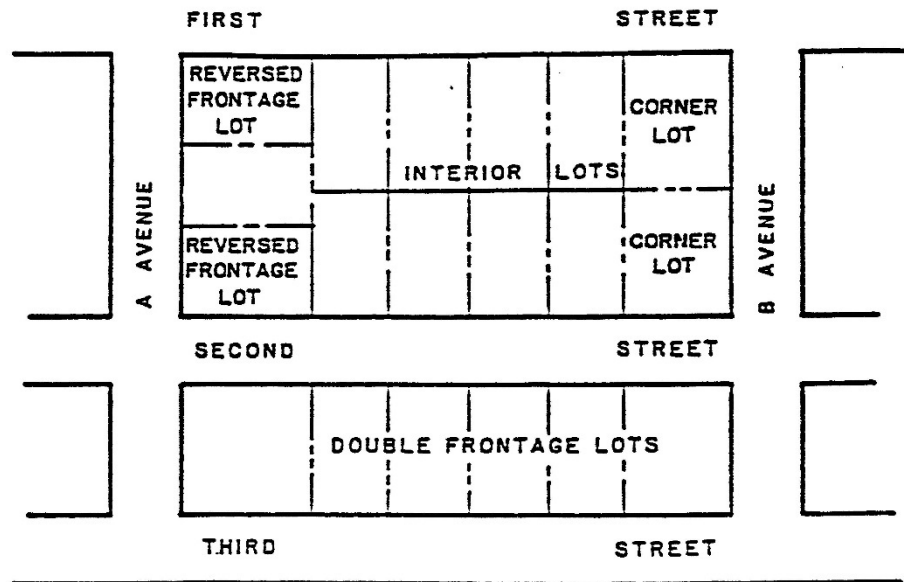 FIRST STREET
REVERSED
FRONTAGE
LOT
CORNER
LOT
INTERIOR LOTS
A AVENUE
B AVENUE
REVERSED
FRONTAGE
LOT
CORNER
LOT
SECOND STREET
DOUBLE FRONTAGE LOTS
THIRD STREET